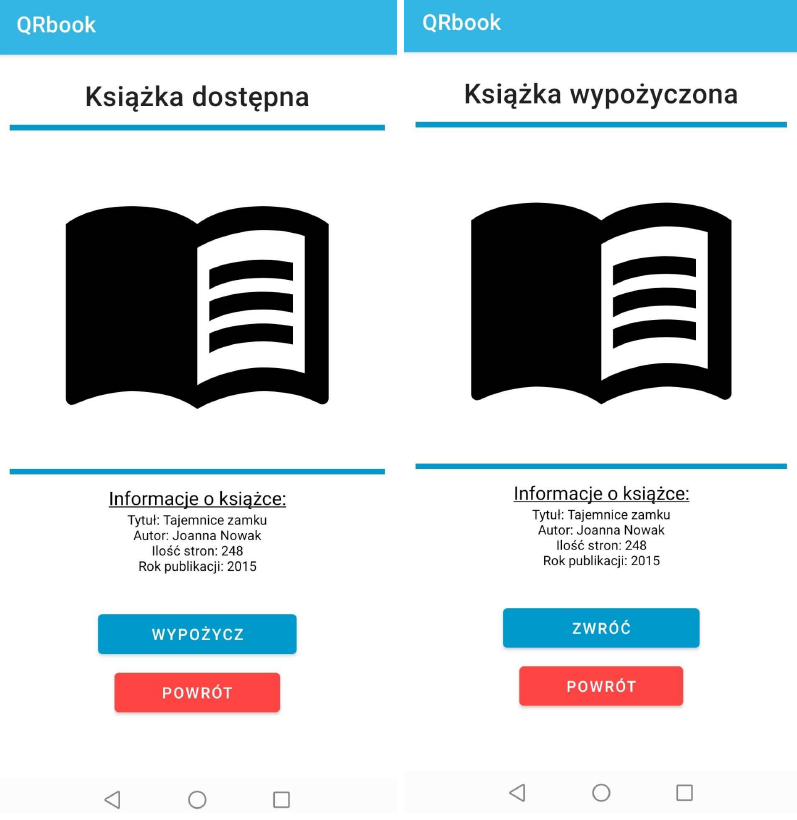 QRbook
Książka dostępna
Informacje o książce:
Tytuł: Tajemnice zamku
Autor: Joanna Nowak
Ilość stron: 248
Rok publikacji: 2015
WYPOŻYCZ
POWRÓT
QRbook
Książka wypożyczona
Informacje o książce:
Tytuł: Tajemnice zamku
Autor: Joanna Nowak
Ilość stron: 248
Rok publikacji: 2015
ZWRÓĆ
POWRÓT